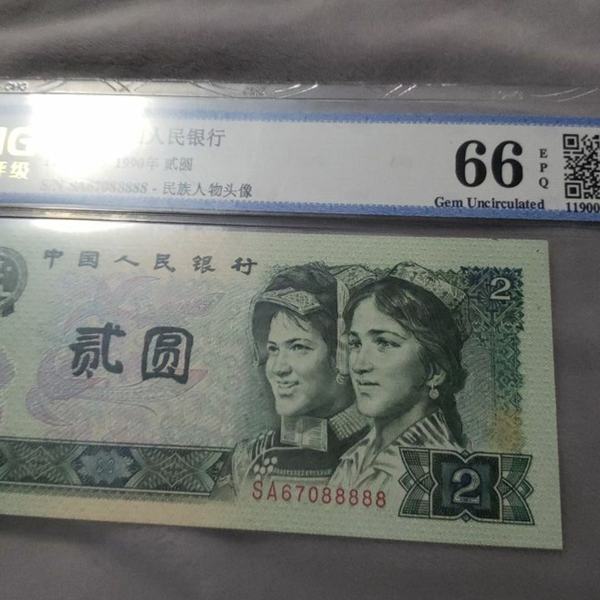 人民银行
1990年 贰圆
S/N SA67088888 - 民族人物头像
66
EPQ
Gem Uncirculated
11900
中国人民银行
贰圆
2
SA67088888
2